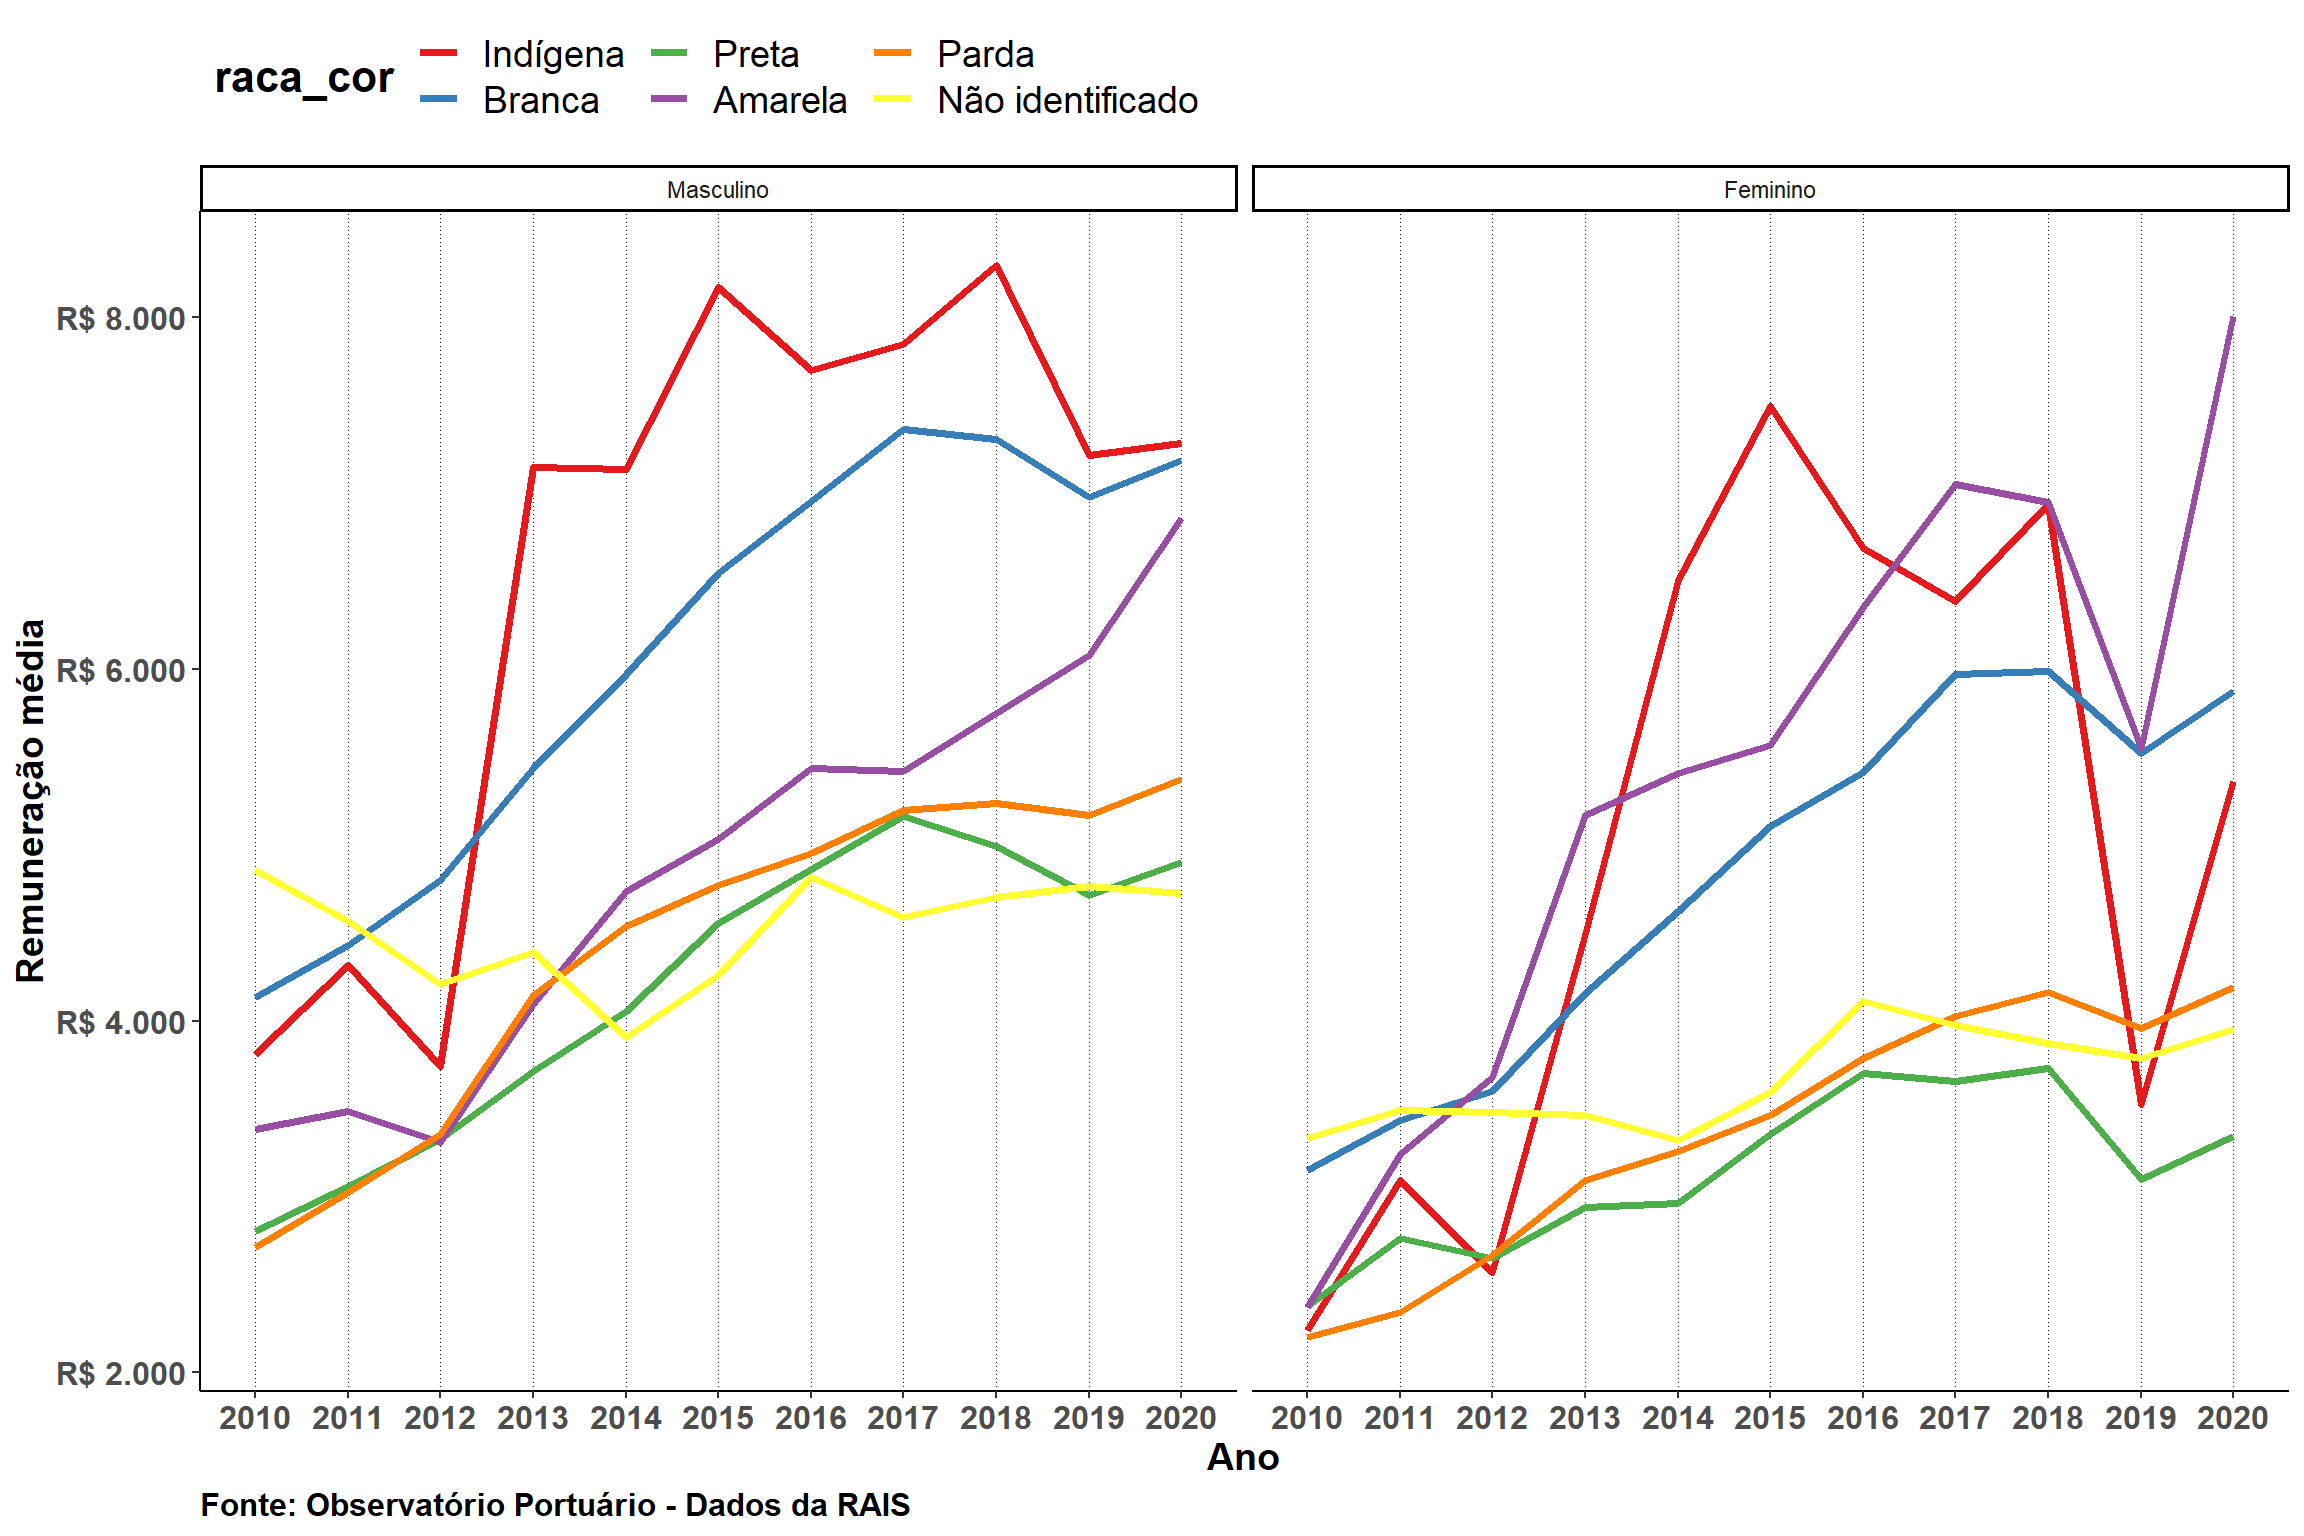 raca_cor
Indígena Preta Parda
Branca Amarela Não identificado
Masculino Feminino
R$ 8.000
R$ 6.000
R$ 4.000
R$ 2.000
Remuneração média
2010 2011 2012 2013 2014 2015 2016 2017 2018 2019 2020 2010 2011 2012 2013 2014 2015 2016 2017 2018 2019 2020
Ano
Fonte: Observatório Portuário - Dados da RAIS